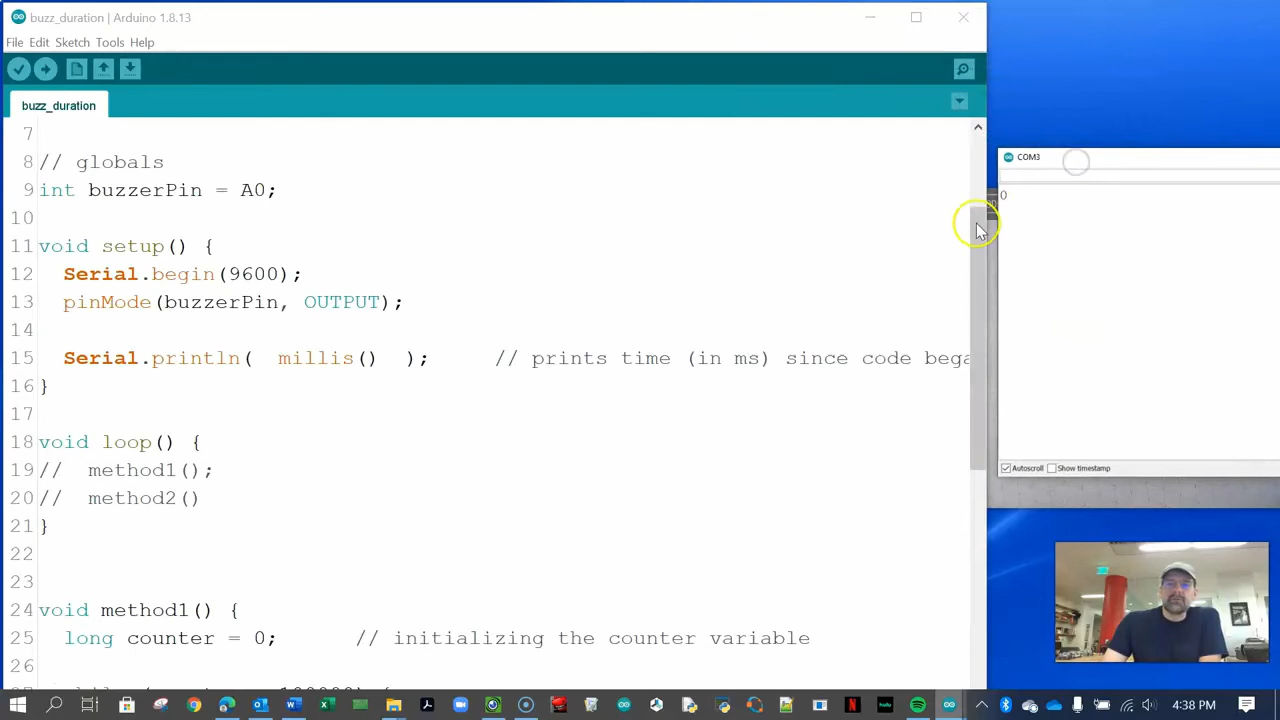 buzz_duration | Arduino 1.8.13
File Edit Sketch Tools Help
buzz_duration
7
8 // globals
9 int buzzerPin = A0;
10
11 void setup() {
12 Serial.begin(9600);
13 pinMode(buzzerPin, OUTPUT);
14
15 Serial.println( millis() ); // prints time (in ms) since code bega
16 }
17
18 void loop() {
19 // method1();
20 // method2()
21 }
22
23
24 void method1() {
25 long counter = 0; // initializing the counter variable
26
COM3
0
Autoscroll Show timestamp
4:38 PM